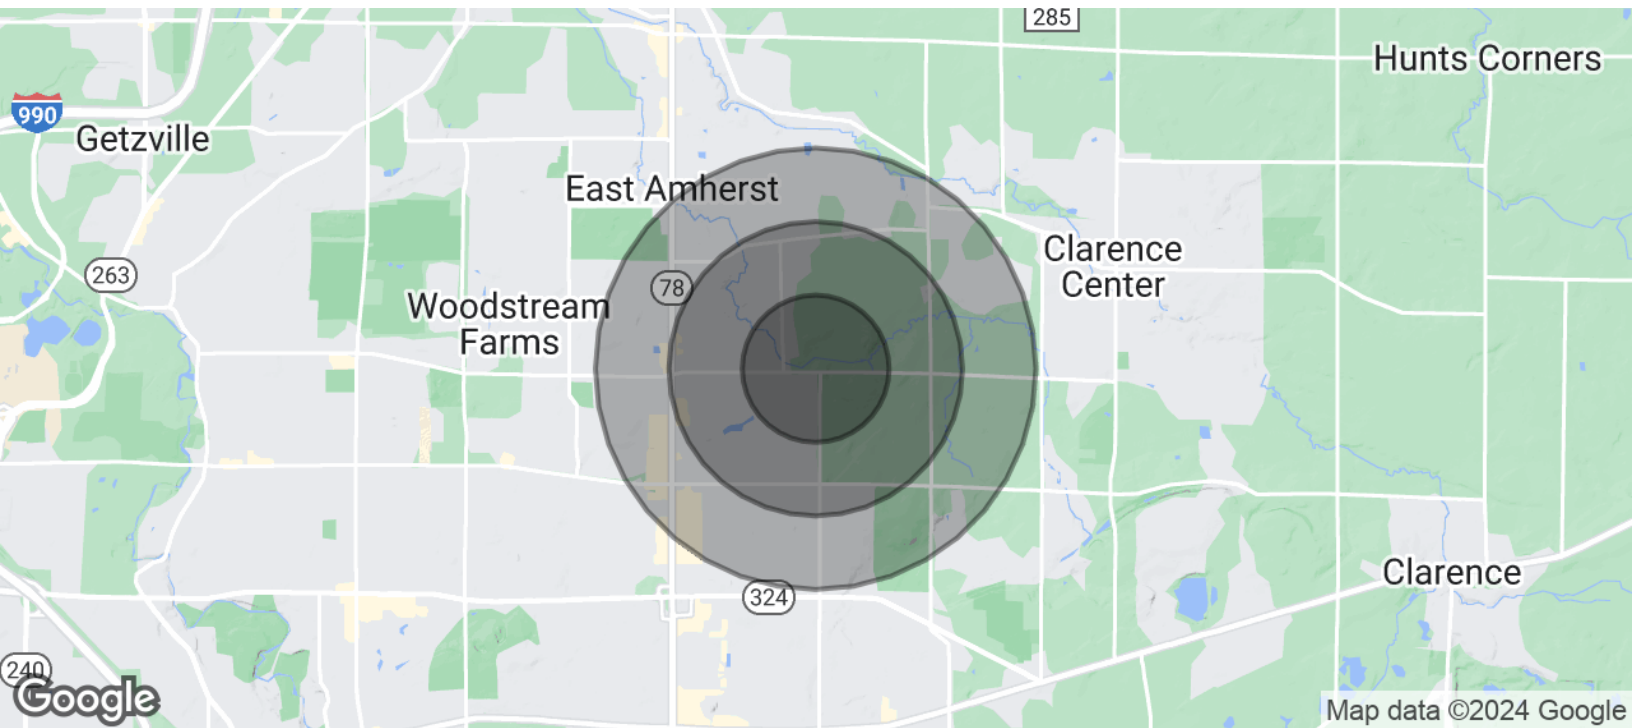 285
Hunts Corners
990
Getzville
East Amherst
Clarence
Center
263
78
Woodstream
Farms
Clarence
324
240
Google
Map data ©2024 Google